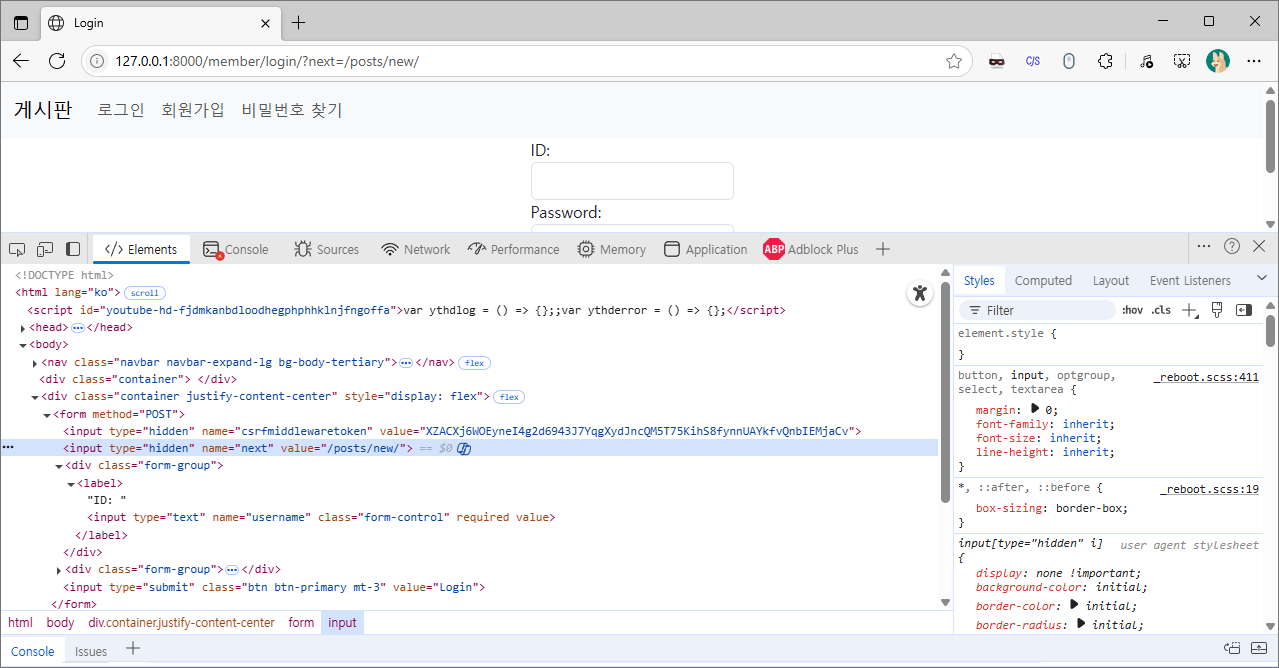 Login
127.0.0.1:8000/member/login/?next=/posts/new/
C/S
게시판 로그인 회원가입 비밀번호 찾기
ID:
Password:
Elements Console Sources Network Performance Memory Application ABP Adblock Plus
<!DOCTYPE html>
<html lang="ko"> scroll
<script id="youtube-hd-fjdmkanbdloodhegphphhklnjfngoffa">var ythdlog = () => {};;var ythderror = () => {};</script>
<head> </head>
<body>
<nav class="navbar navbar-expand-lg bg-body-tertiary"> </nav> flex
<div class="container"> </div>
<div class="container justify-content-center" style="display: flex"> flex
<form method="POST">
<input type="hidden" name="csrfmiddlewaretoken" value="XZACXj6WOEyneI4g2d6943J7YqgXydJncQM5T75KihS8fynnUAYkfvQnbIEMjaCv">
<input type="hidden" name="next" value="/posts/new/"> == $0
<div class="form-group">
<label>
"ID: "
<input type="text" name="username" class="form-control" required value>
</label>
</div>
<div class="form-group"> </div>
<input type="submit" class="btn btn-primary mt-3" value="Login">
</form>
html body div.container.justify-content-center form input
Styles Computed Layout Event Listeners
Filter :hov .cls
element.style {
}
button, input, optgroup, _reboot.scss:411
select, textarea {
margin: 0;
font-family: inherit;
font-size: inherit;
line-height: inherit;
}
*, ::after, ::before { _reboot.scss:19
box-sizing: border-box;
}
input[type="hidden" i] user agent stylesheet
{
display: none !important;
background-color: initial;
border-color: initial;
border-radius: initial;
Console Issues